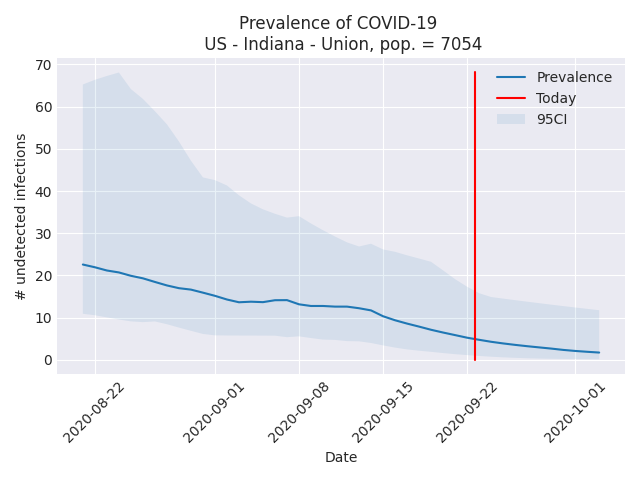 Prevalence of COVID-19
US - Indiana - Union, pop. = 7054
70
60
50
40
30
20
10
0
# undetected infections
Prevalence
Today
95CI
2020-08-22
2020-09-01
2020-09-08
2020-09-15
2020-09-22
2020-10-01
Date